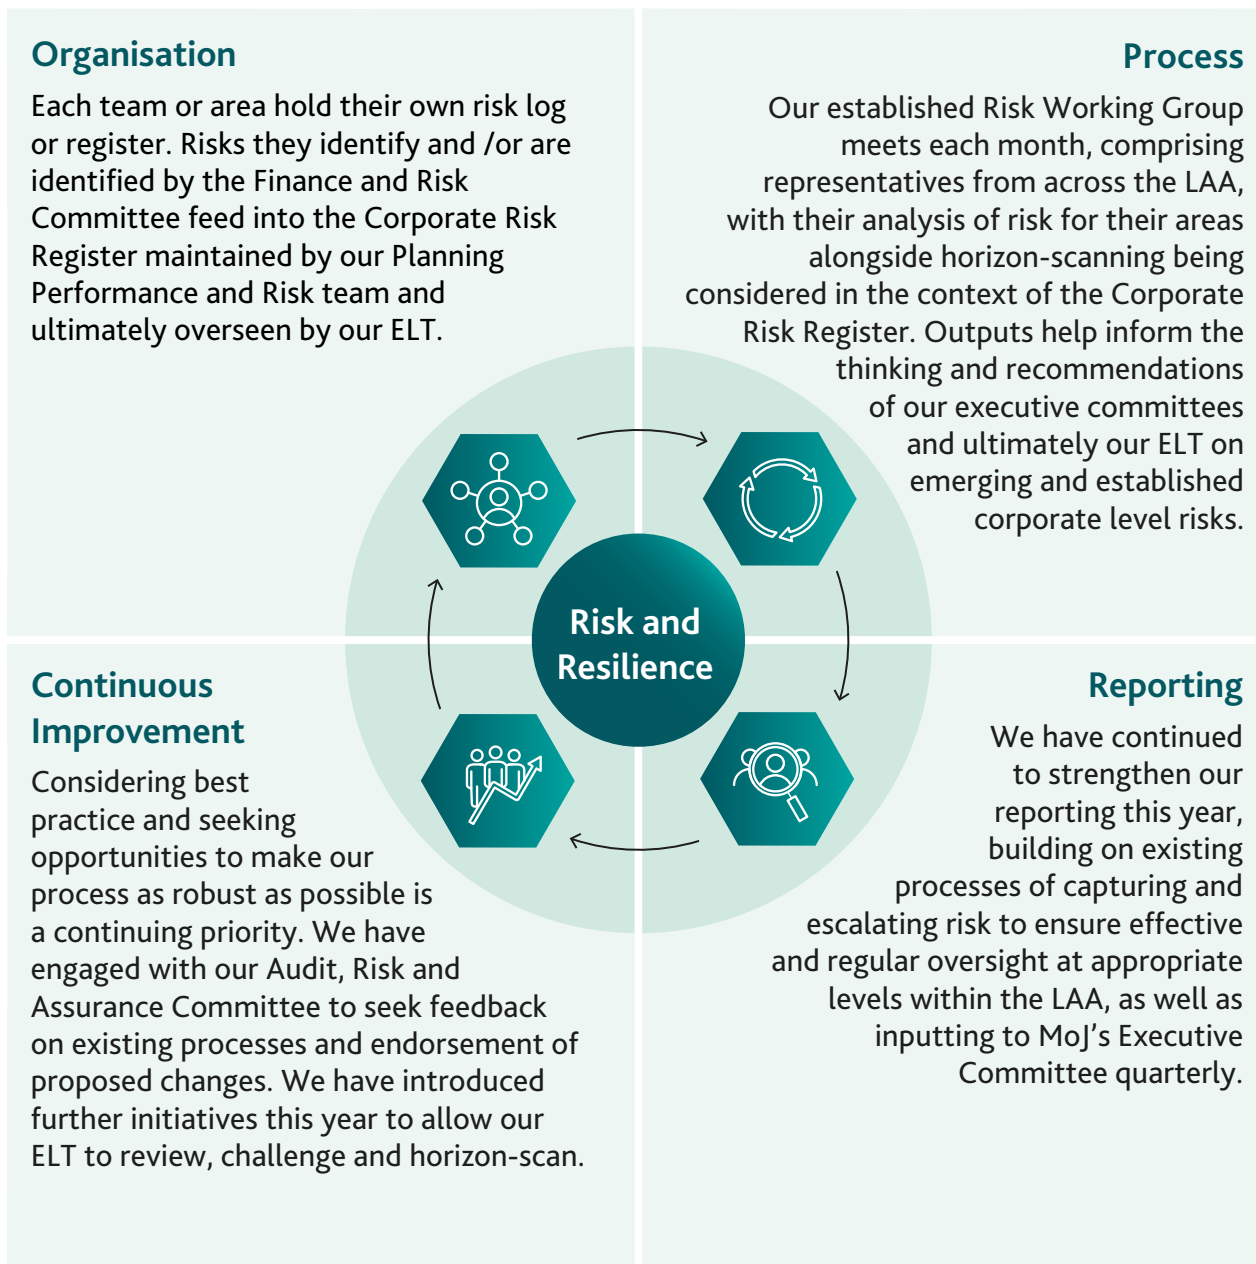 Organisation
Each team or area hold their own risk log
or register. Risks they identify and /or are
identified by the Finance and Risk
Committee feed into the Corporate Risk
Register maintained by our Planning
Performance and Risk team and
ultimately overseen by our ELT.
Process
Our established Risk Working Group
meets each month, comprising
representatives from across the LAA,
with their analysis of risk for their areas
alongside horizon-scanning being
considered in the context of the Corporate
Risk Register. Outputs help inform the
thinking and recommendations
of our executive committees
and ultimately our ELT on
emerging and established
corporate level risks.
Risk and
Resilience
Continuous
Improvement
Considering best
practice and seeking
opportunities to make our
process as robust as possible is
a continuing priority. We have
engaged with our Audit, Risk and
Assurance Committee to seek feedback
on existing processes and endorsement of
proposed changes. We have introduced
further initiatives this year to allow our
ELT to review, challenge and horizon-scan.
Reporting
We have continued
to strengthen our
reporting this year,
building on existing
processes of capturing and
escalating risk to ensure effective
and regular oversight at appropriate
levels within the LAA, as well as
inputting to MoJ’s Executive
Committee quarterly.